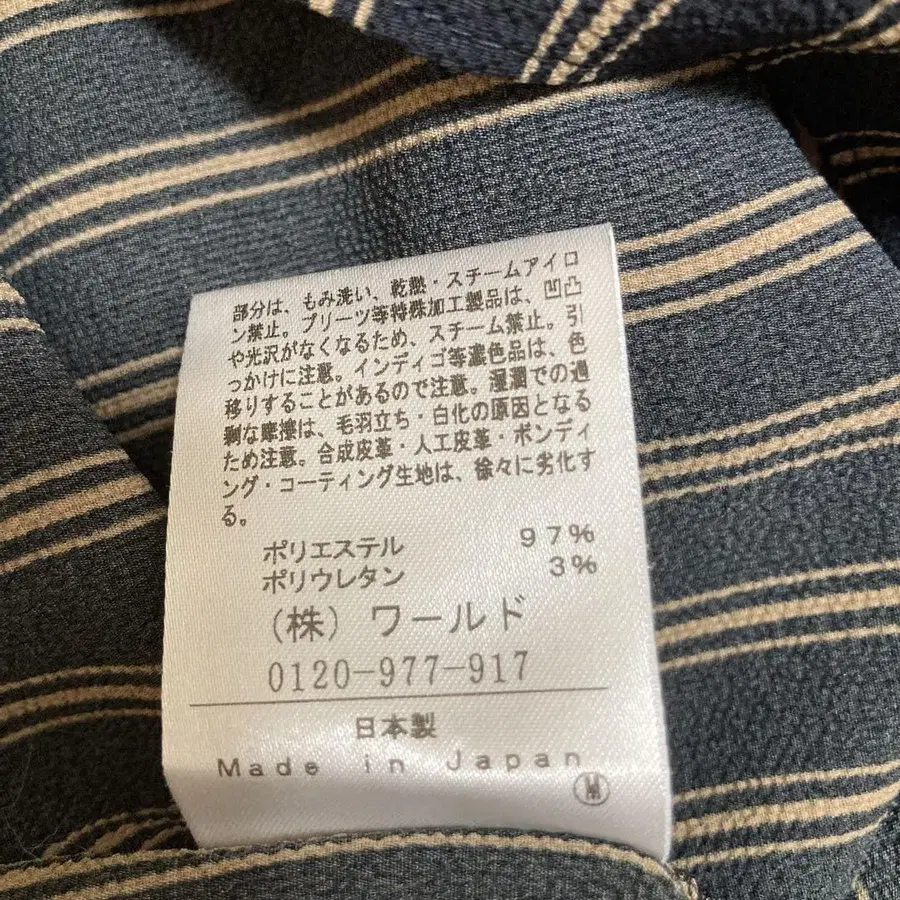 部分は、もみ洗い、乾熱・スチームアイロ
ン禁止。プリーツ等特殊加工製品は、凹凸
や光沢がなくなるため、スチーム禁止。引
っかけに注意。インディゴ等濃色品は、色
移りすることがあるので注意。湿潤での過
剰な摩擦は、毛羽立ち・白化の原因となる
ため注意。合成皮革・人工皮革・ボンディ
ング・コーティング生地は、徐々に劣化す
る。
ポリエステル 97%
ポリウレタン 3%
(株) ワールド
0120-977-917
日本製
Made in Japan
M